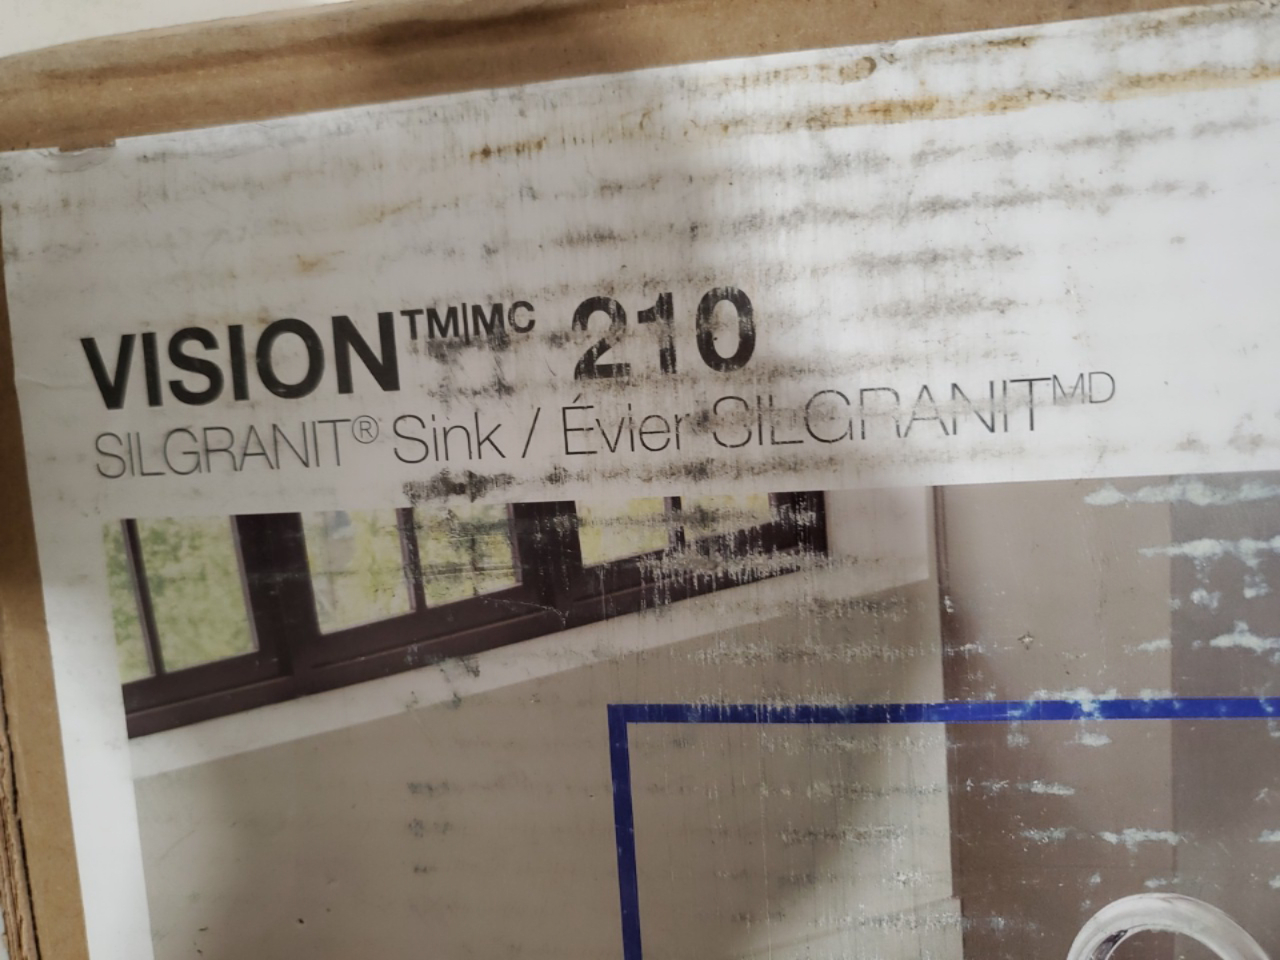 VISION™|MC 210
SILGRANIT® Sink / Évier SILGRANITMD